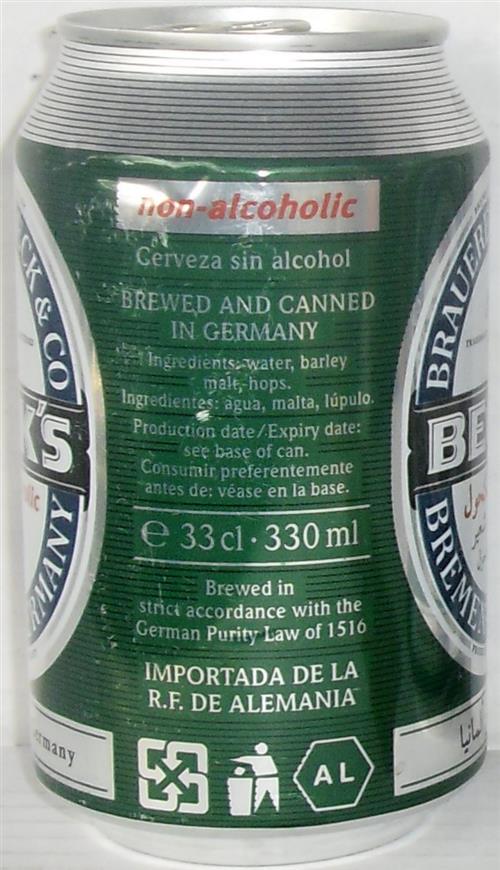 non-alcoholic
Cerveza sin alcohol
BREWED AND CANNED
IN GERMANY
Ingredients: water, barley
malt, hops.
Ingredientes: agua, malta, lúpulo.
Production date/Expiry date:
see base of can.
Consumir preferentemente
antes de: véase en la base.
e 33 cl · 330 ml
Brewed in
strict accordance with the
German Purity Law of 1516
IMPORTADA DE LA
R.F. DE ALEMANIA
AL
CK & CO
K'S
lic
RMANY
ermany
BRAUER
BE
BREMEN